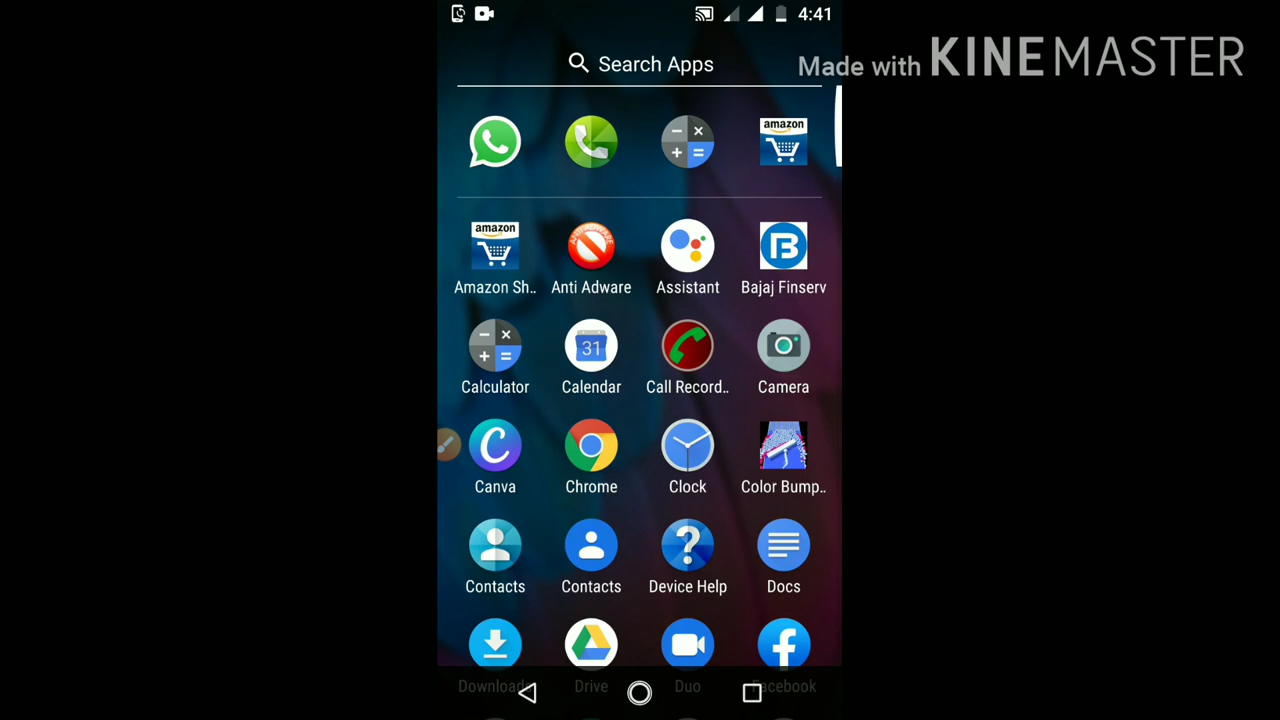 4:41
Search Apps
Made with KINEMASTER
amazon
amazon
Amazon Sh.. Anti Adware Assistant Bajaj Finserv
31
Calculator Calendar Call Record.. Camera
Canva Chrome Clock Color Bump..
Contacts Contacts Device Help Docs
Downloads Drive Duo Facebook